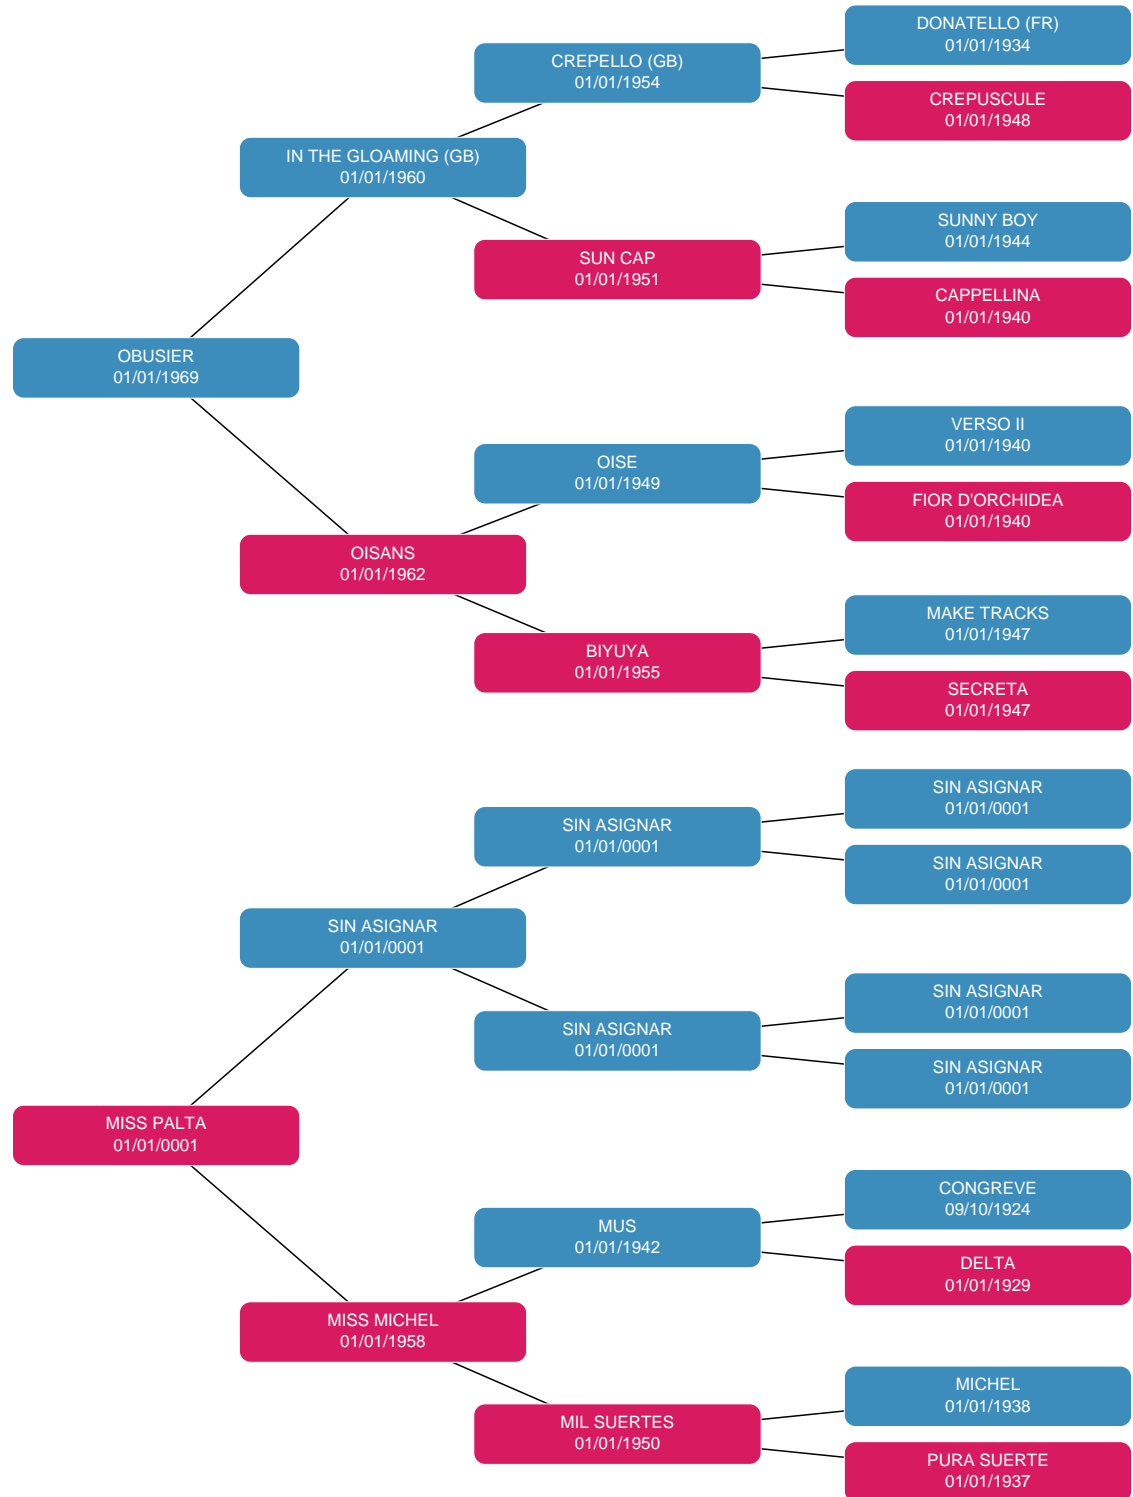 DONATELLO (FR)
01/01/1934
CREPELLO (GB)
01/01/1954
CREPUSCULE
01/01/1948
IN THE GLOAMING (GB)
01/01/1960
SUNNY BOY
01/01/1944
SUN CAP
01/01/1951
CAPPELLINA
01/01/1940
OBUSIER
01/01/1969
VERSO II
01/01/1940
OISE
01/01/1949
FIOR D'ORCHIDEA
01/01/1940
OISANS
01/01/1962
MAKE TRACKS
01/01/1947
BIYUYA
01/01/1955
SECRETA
01/01/1947
SIN ASIGNAR
01/01/0001
SIN ASIGNAR
01/01/0001
SIN ASIGNAR
01/01/0001
SIN ASIGNAR
01/01/0001
SIN ASIGNAR
01/01/0001
SIN ASIGNAR
01/01/0001
SIN ASIGNAR
01/01/0001
MISS PALTA
01/01/0001
CONGREVE
09/10/1924
MUS
01/01/1942
DELTA
01/01/1929
MISS MICHEL
01/01/1958
MICHEL
01/01/1938
MIL SUERTES
01/01/1950
PURA SUERTE
01/01/1937